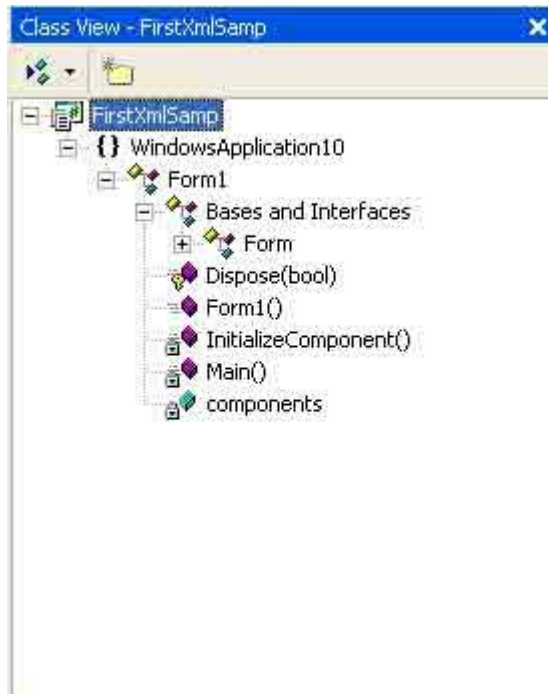 Class View - FirstXmlSamp
FirstXmlSamp
{} WindowsApplication10
Form1
Bases and Interfaces
Form
Dispose(bool)
Form1()
InitializeComponent()
Main()
components